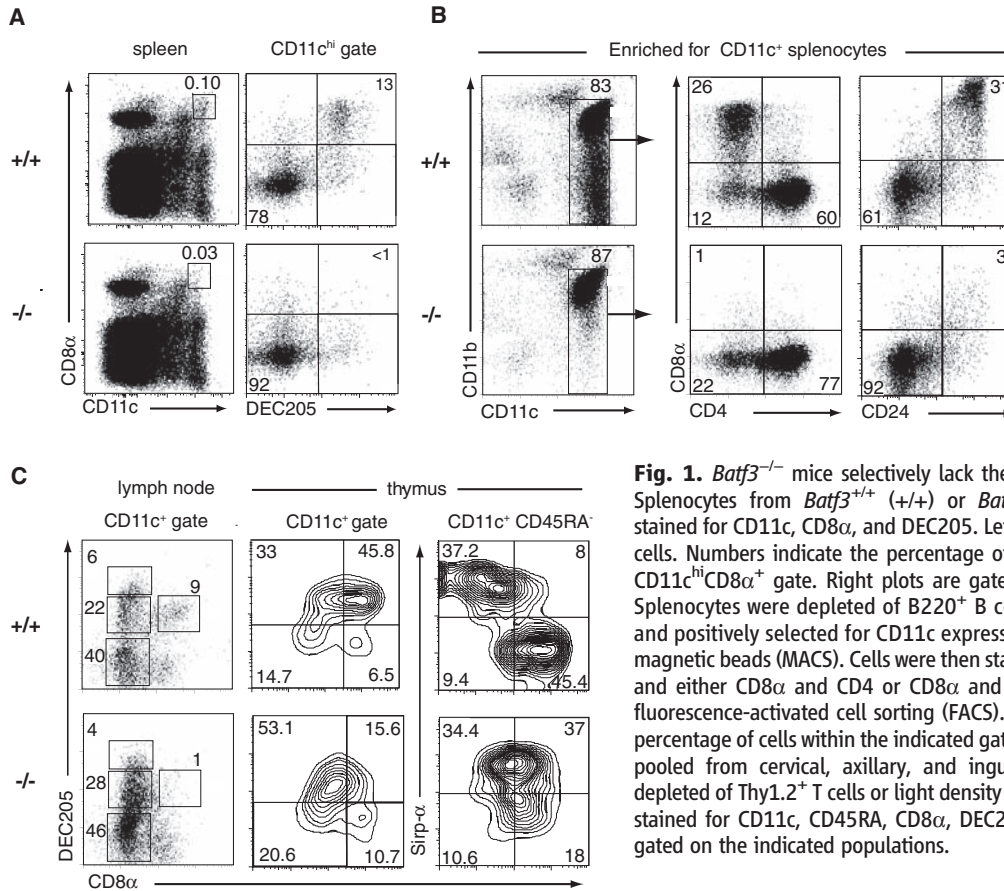 A
B
spleen
CD11chi gate
Enriched for CD11c+ splenocytes
0.10
13
83
26
31
+/+
+/+
78
12
60
61
0.03
<1
87
1
3
-/-
-/-
92
22
77
92
CD8α
CD11b
CD8α
CD11c
DEC205
CD11c
CD4
CD24
C
lymph node
thymus
CD11c+ gate
CD11c+ gate
CD11c+ CD45RA-
6
9
33
45.8
37.2
8
+/+
22
40
14.7
6.5
9.4
45.4
4
1
53.1
15.6
34.4
37
-/-
28
46
20.6
10.7
10.6
18
DEC205
Sirp-α
CD8α
Fig. 1. Batf3−/− mice selectively lack the
Splenocytes from Batf3+/+ (+/+) or Bat
stained for CD11c, CD8α, and DEC205. Le
cells. Numbers indicate the percentage of
CD11chiCD8α+ gate. Right plots are gate
Splenocytes were depleted of B220+ B c
and positively selected for CD11c express
magnetic beads (MACS). Cells were then sta
and either CD8α and CD4 or CD8α and
fluorescence-activated cell sorting (FACS).
percentage of cells within the indicated gat
pooled from cervical, axillary, and ingu
depleted of Thy1.2+ T cells or light density
stained for CD11c, CD45RA, CD8α, DEC2
gated on the indicated populations.